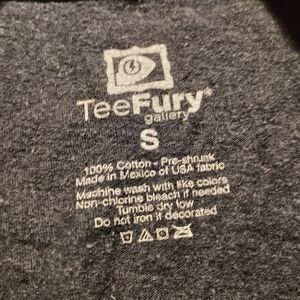 TeeFury
gallery
S
100% Cotton - Pre-shrunk
Made in Mexico of USA fabric
Machine wash with like colors
Non-chlorine bleach if needed
Tumble dry low
Do not iron if decorated